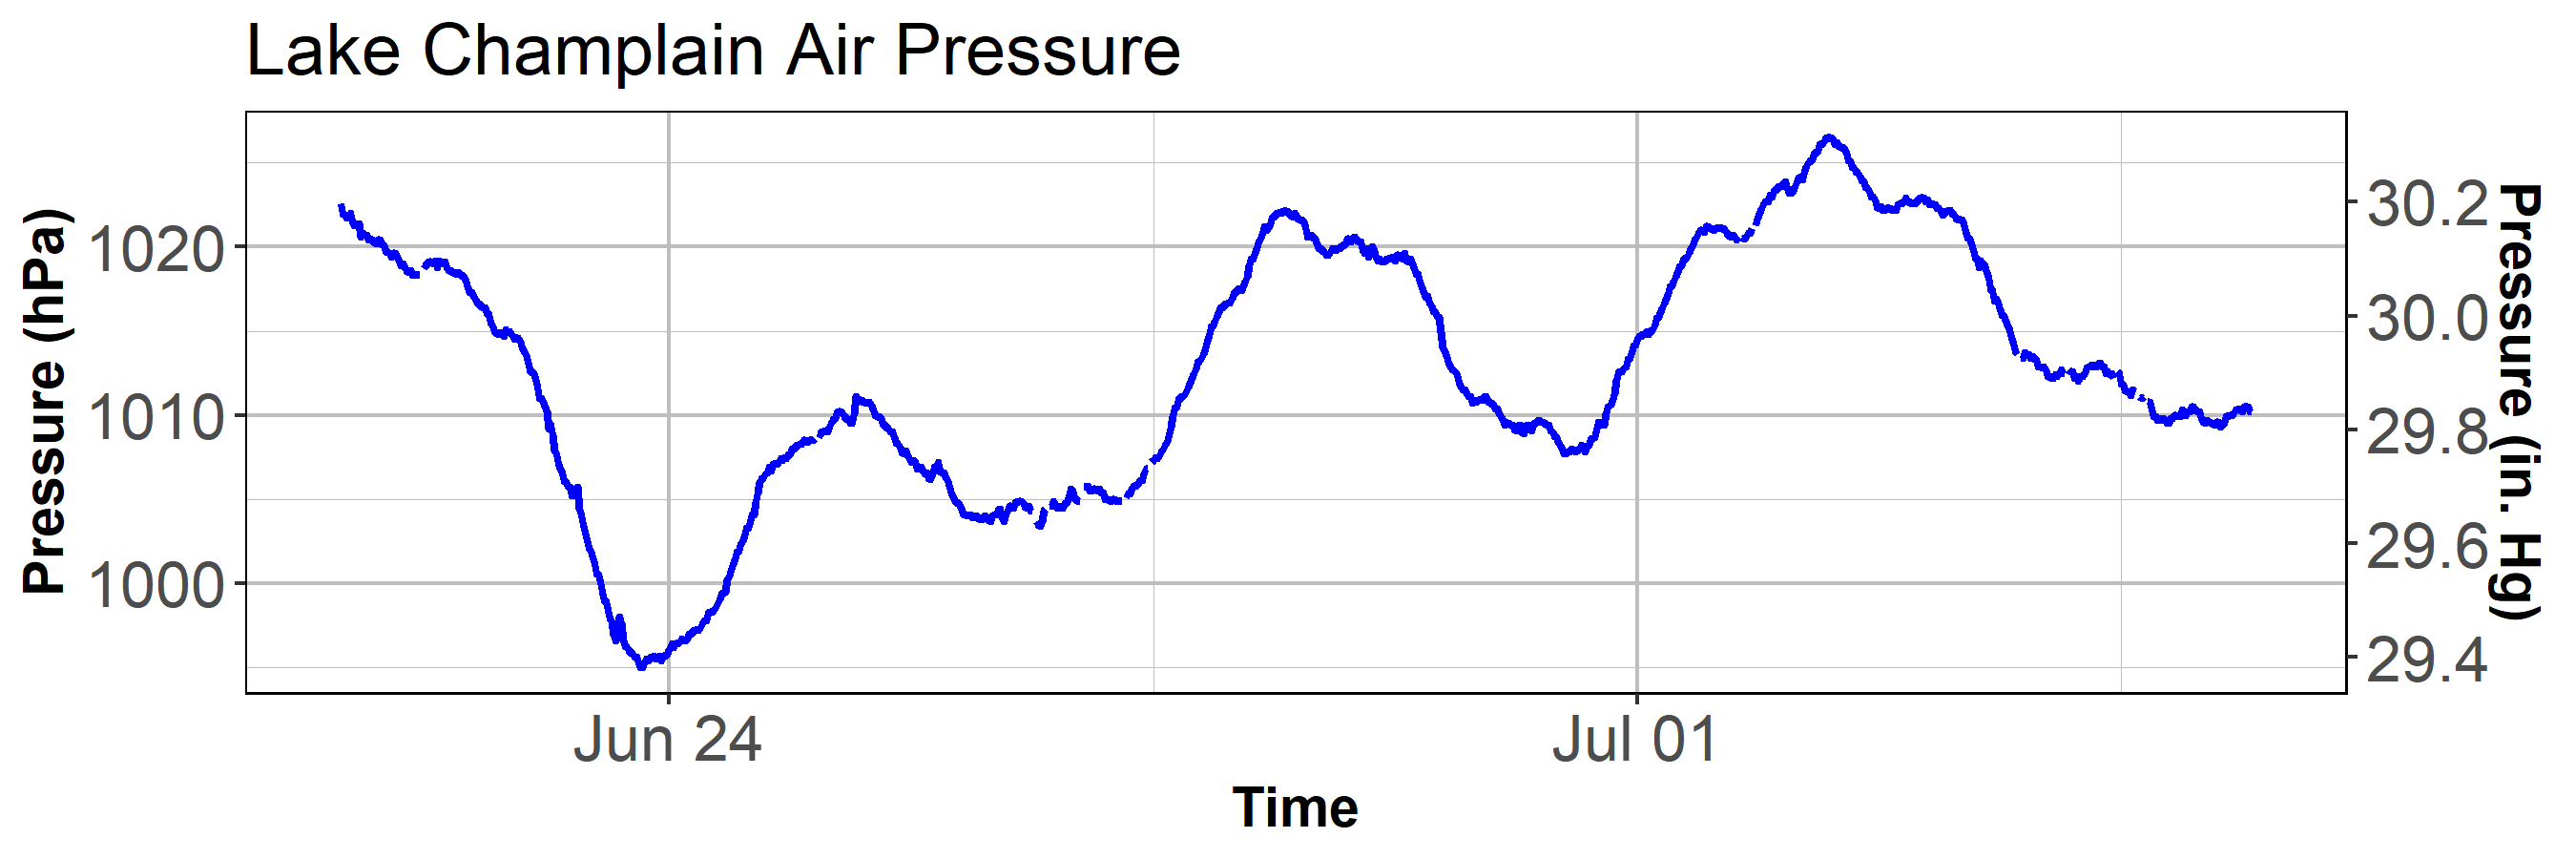 Lake Champlain Air Pressure
Pressure (hPa)
1020
1010
1000
30.2
30.0
29.8
29.6
29.4
Pressure (in. Hg)
Jun 24
Jul 01
Time